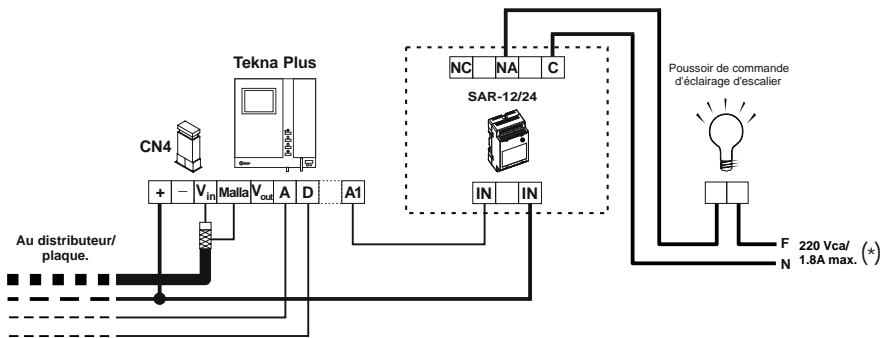 Tekna Plus
CN4
NC NA C
SAR-12/24
Poussoir de commande
d'éclairage d'escalier
+ – Vin Malla Vout A D A1
IN IN
Au distributeur/
plaque.
F
N
220 Vca/
1.8A max. (*)